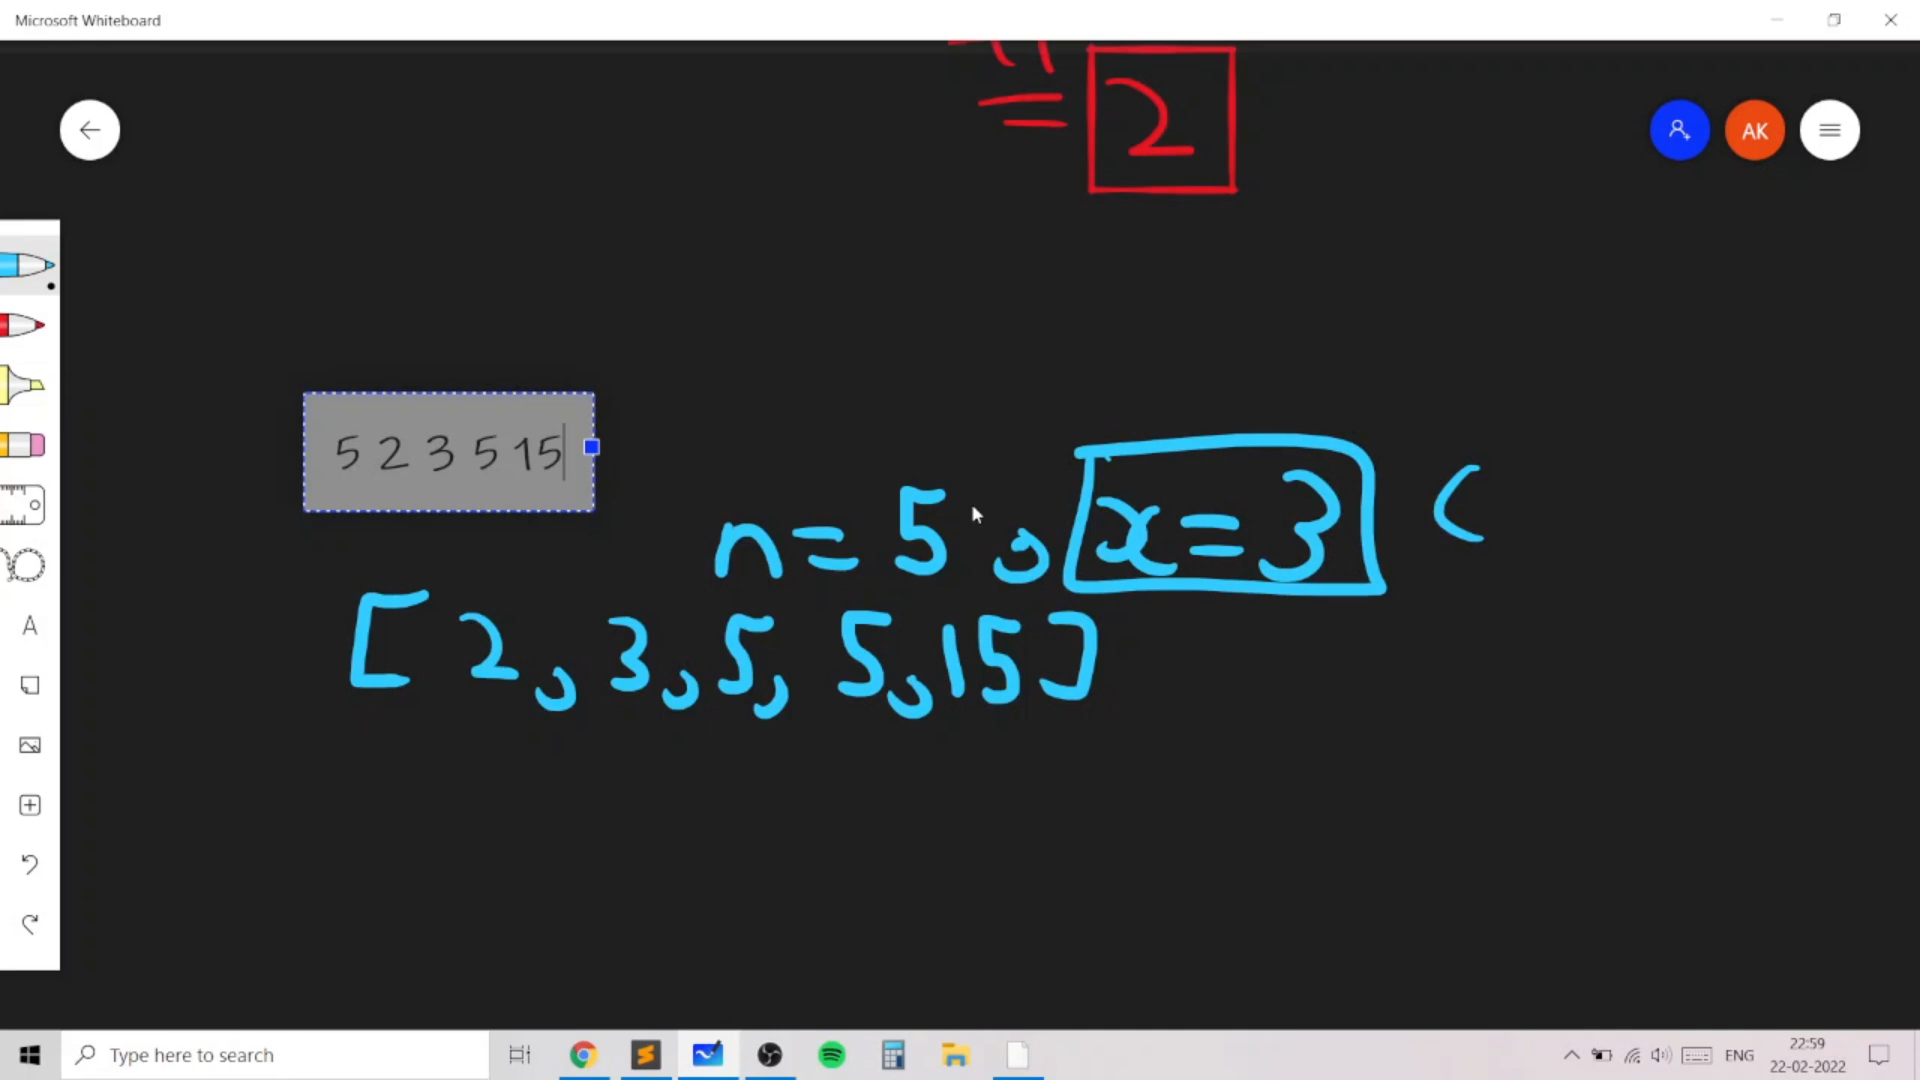 Microsoft Whiteboard
= 2
AK
5 2 3 5 15
n = 5 , x = 3 (
[ 2 , 3 , 5 , 5 , 15 ]
A
Type here to search
ENG
22:59
22-02-2022